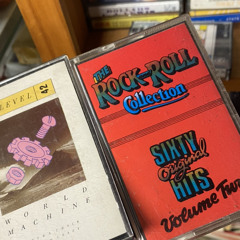 LEVEL 42
WORLD
MACHINE
THE
ROCK 'N' ROLL
Collection
SIXTY
Original
HITS
Volume Two